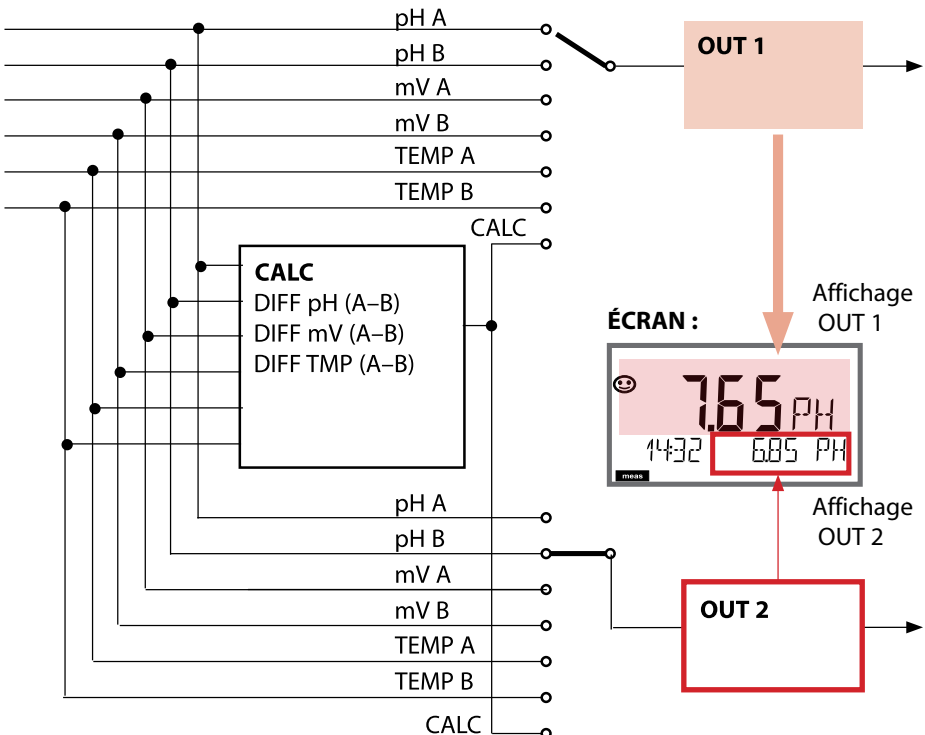 pH A
pH B
mV A
mV B
TEMP A
TEMP B
CALC
OUT 1
CALC
DIFF pH (A–B)
DIFF mV (A–B)
DIFF TMP (A–B)
Affichage
OUT 1
ÉCRAN :
7.65 PH
14:32 6.85 PH
meas
Affichage
OUT 2
pH A
pH B
mV A
mV B
TEMP A
TEMP B
CALC
OUT 2